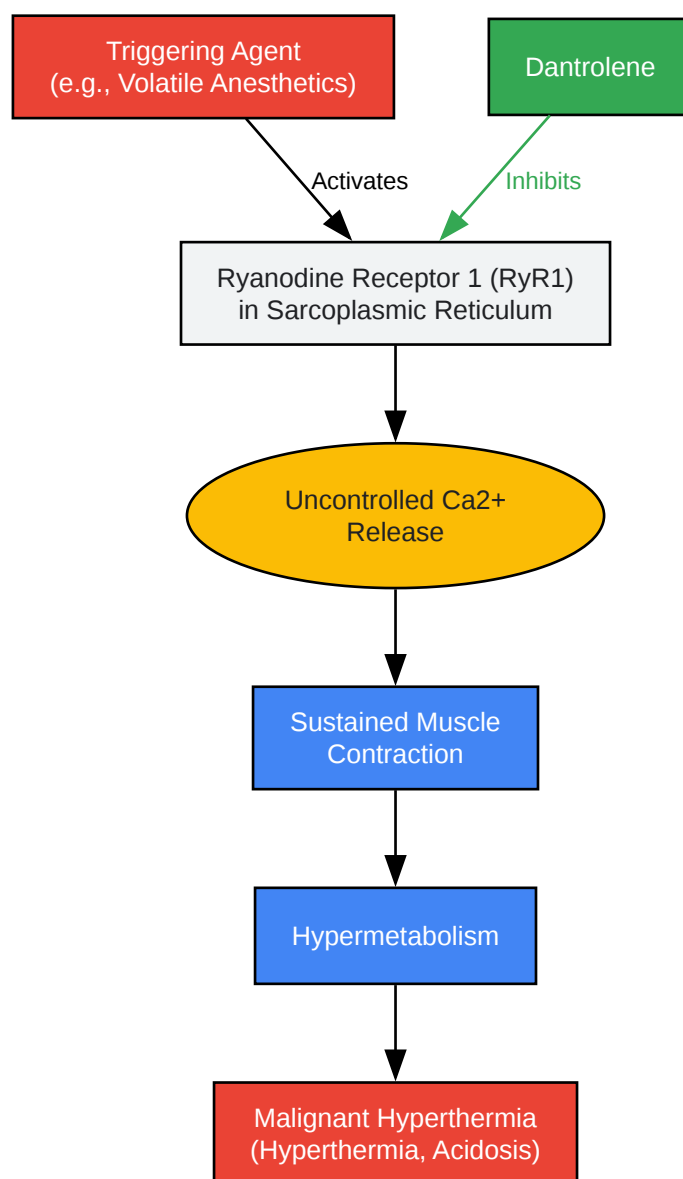 Triggering Agent
(e.g., Volatile Anesthetics)
Dantrolene
Activates
Inhibits
Ryanodine Receptor 1 (RyR1)
in Sarcoplasmic Reticulum
Uncontrolled Ca2+
Release
Sustained Muscle
Contraction
Hypermetabolism
Malignant Hyperthermia
(Hyperthermia, Acidosis)